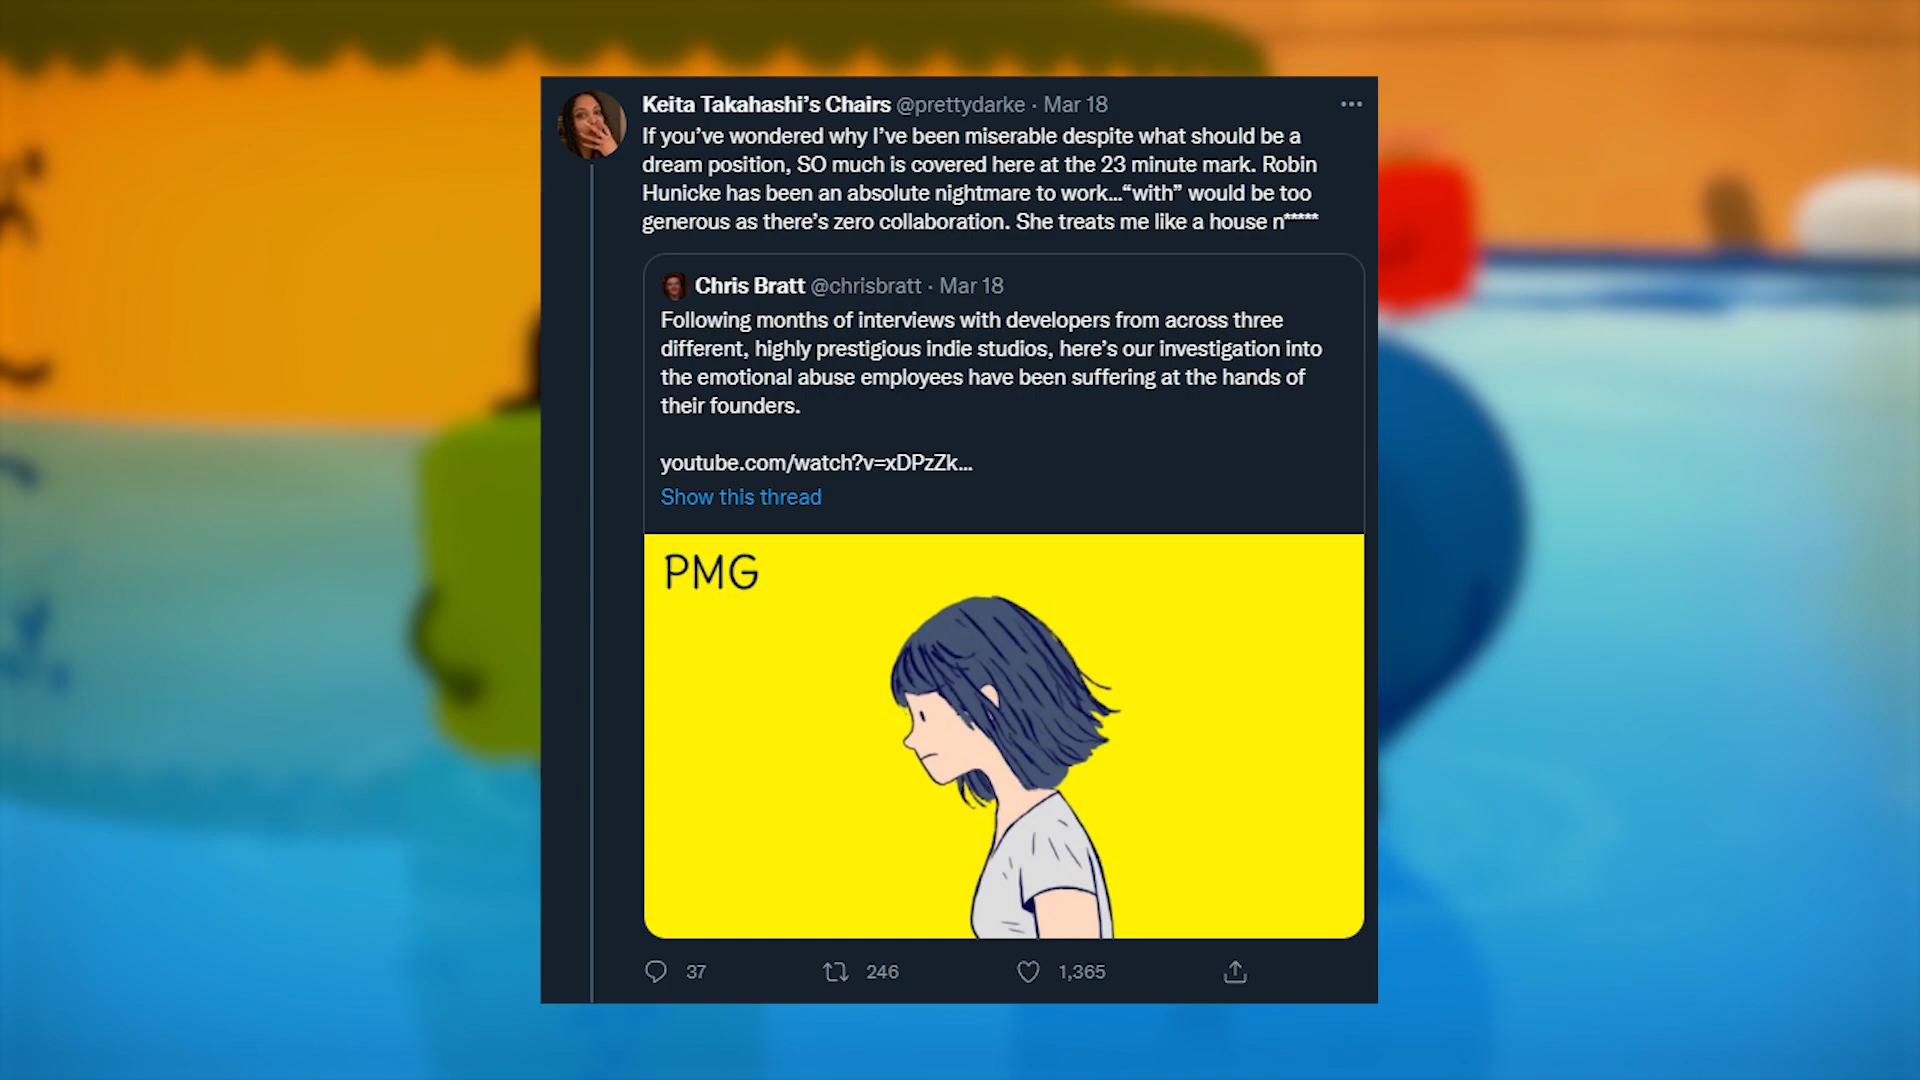 Keita Takahashi’s Chairs @prettydarke · Mar 18
If you’ve wondered why I’ve been miserable despite what should be a
dream position, SO much is covered here at the 23 minute mark. Robin
Hunicke has been an absolute nightmare to work...“with” would be too
generous as there’s zero collaboration. She treats me like a house n*****
Chris Bratt @chrisbratt · Mar 18
Following months of interviews with developers from across three
different, highly prestigious indie studios, here’s our investigation into
the emotional abuse employees have been suffering at the hands of
their founders.
youtube.com/watch?v=xDPzZk...
Show this thread
PMG
37 246 1,365